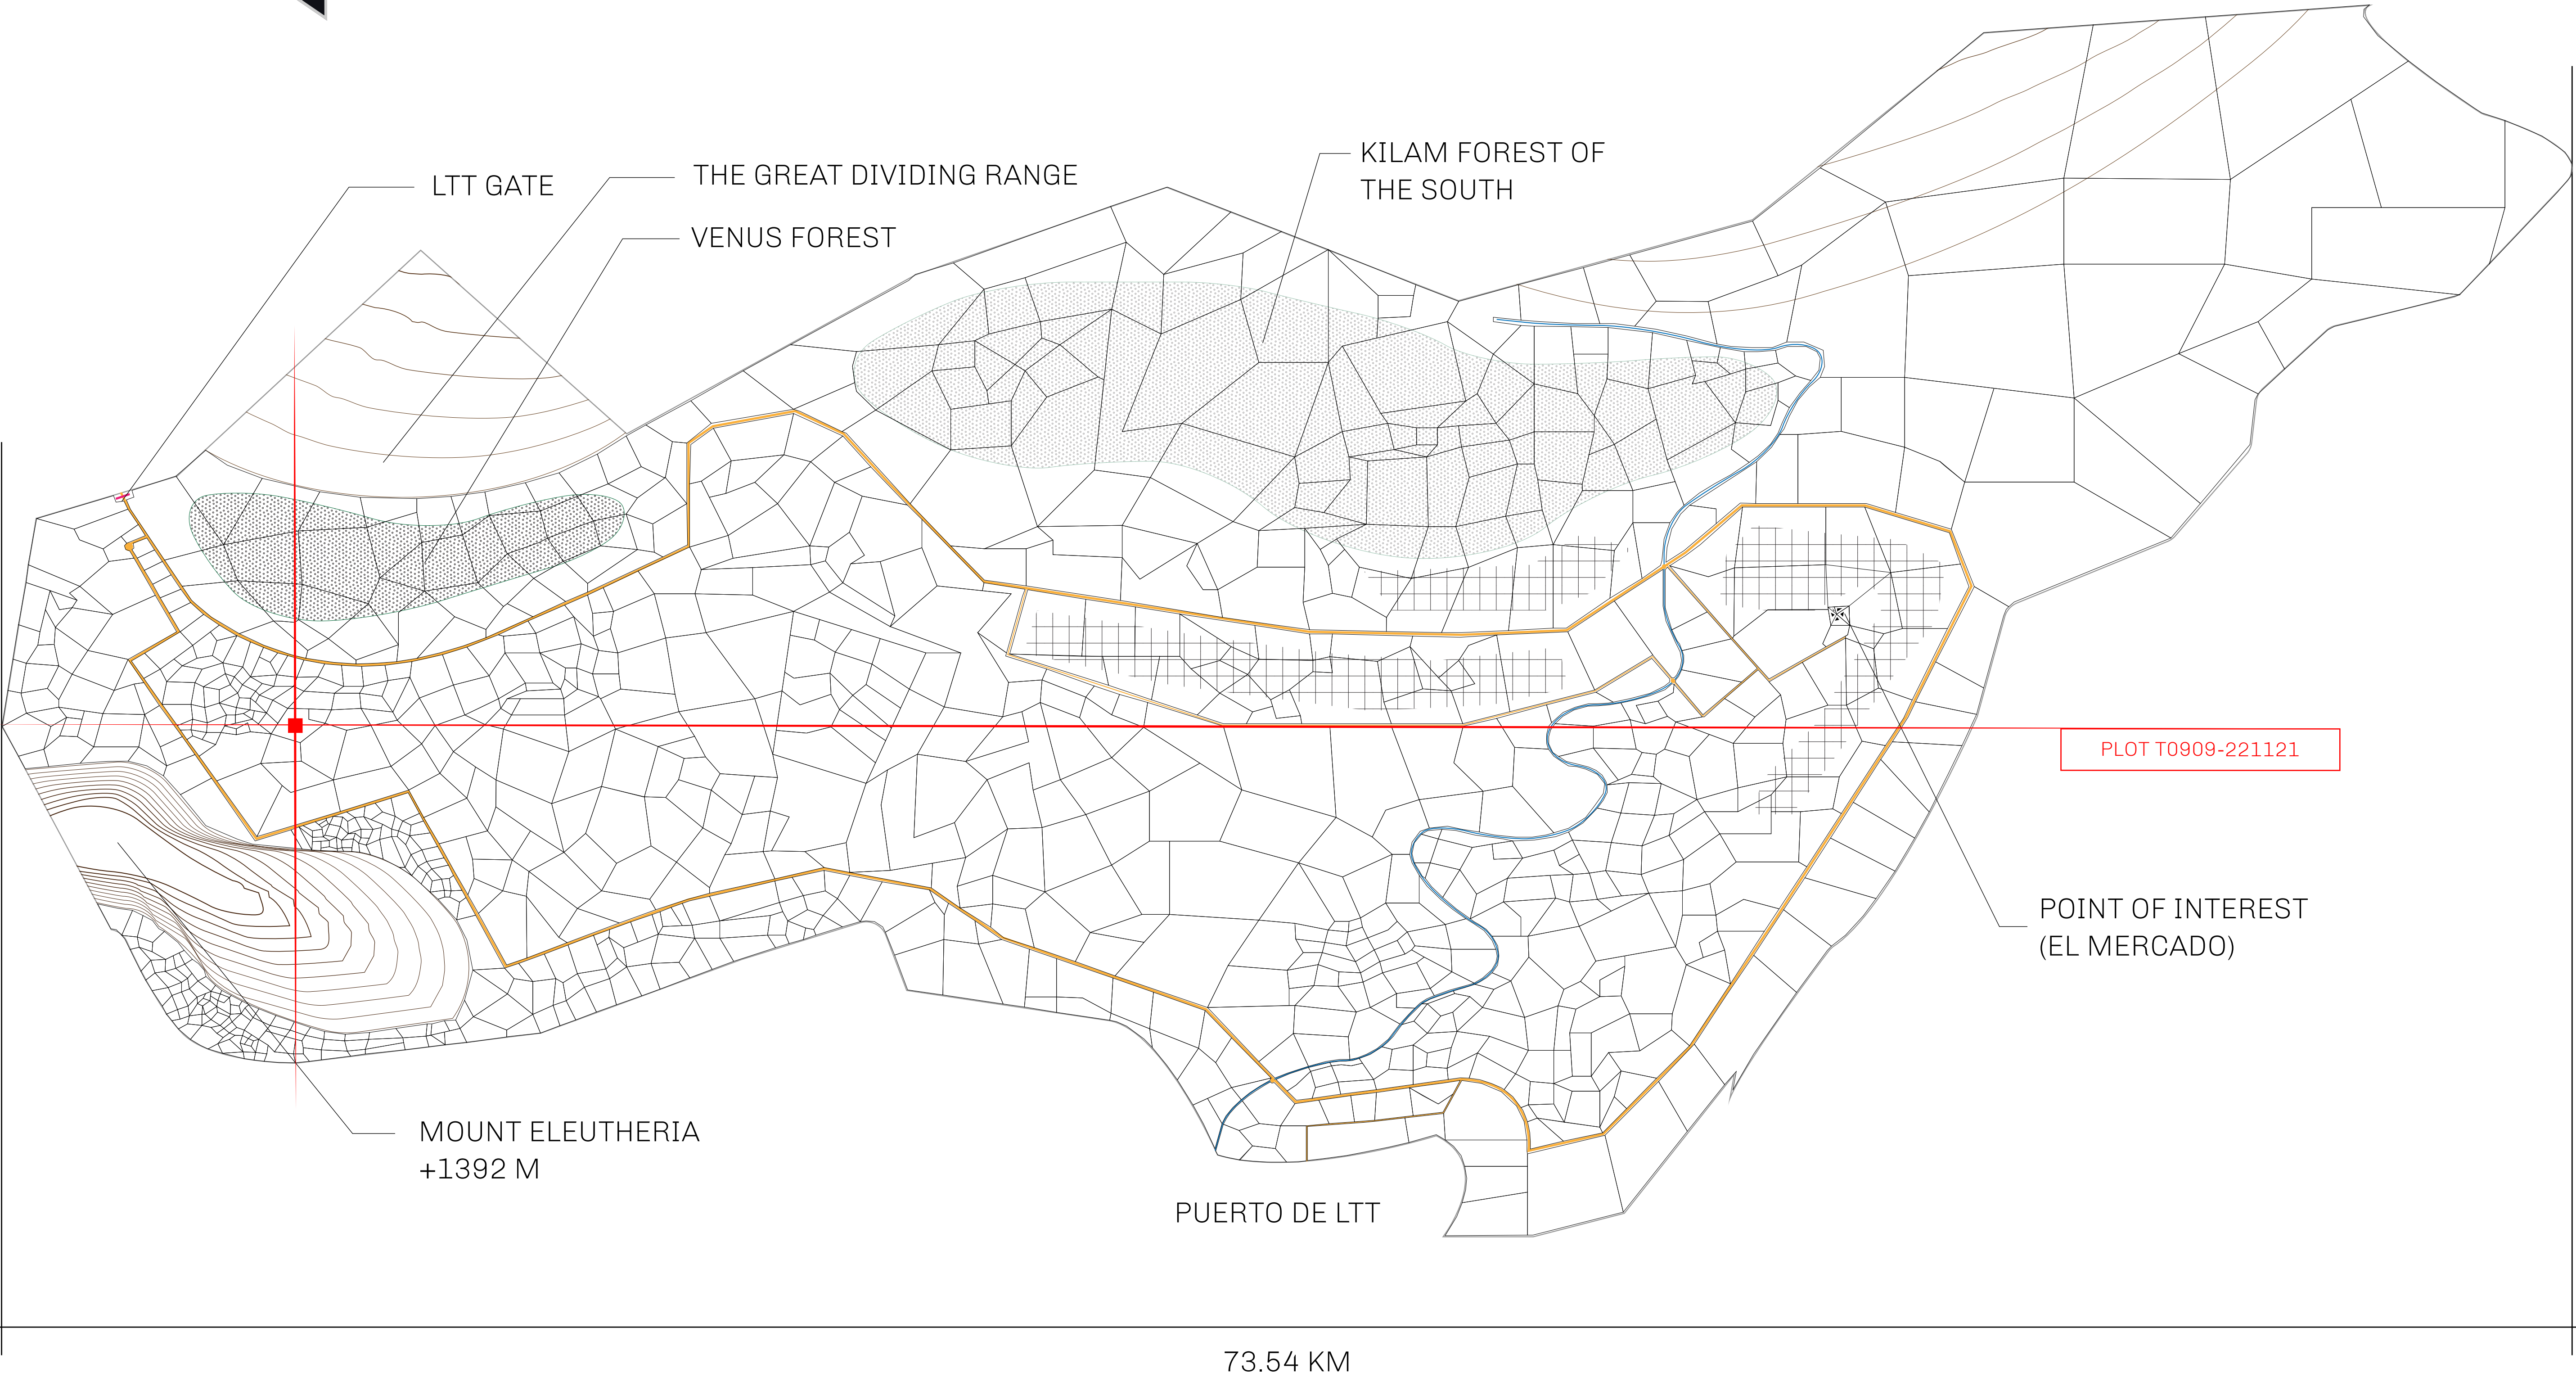 KILAM FOREST OF
THE SOUTH
THE GREAT DIVIDING RANGE
LTT GATE
VENUS FOREST
PLOT T0909-221121
POINT OF INTEREST
(EL MERCADO)
MOUNT ELEUTHERIA
+1392 M
PUERTO DE LTT
73.54 KM